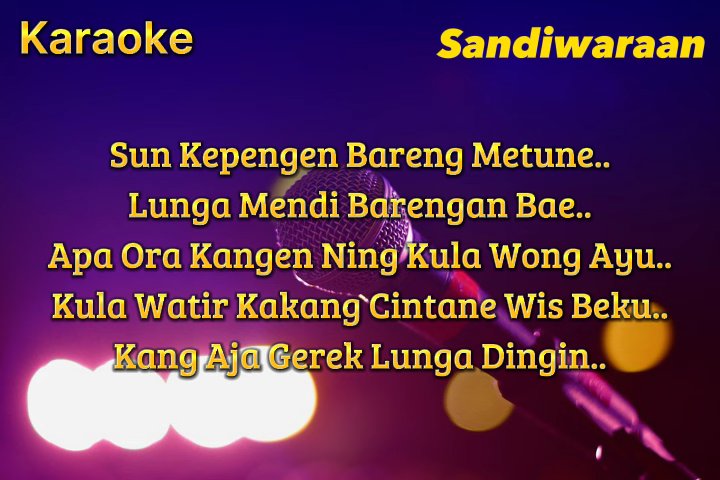 Karaoke
Sandiwaraan
Sun Kepengen Bareng Metune..
Lunga Mendi Barengan Bae..
Apa Ora Kangen Ning Kula Wong Ayu..
Kula Watir Kakang Cintane Wis Beku..
Kang Aja Gerek Lunga Dingin..